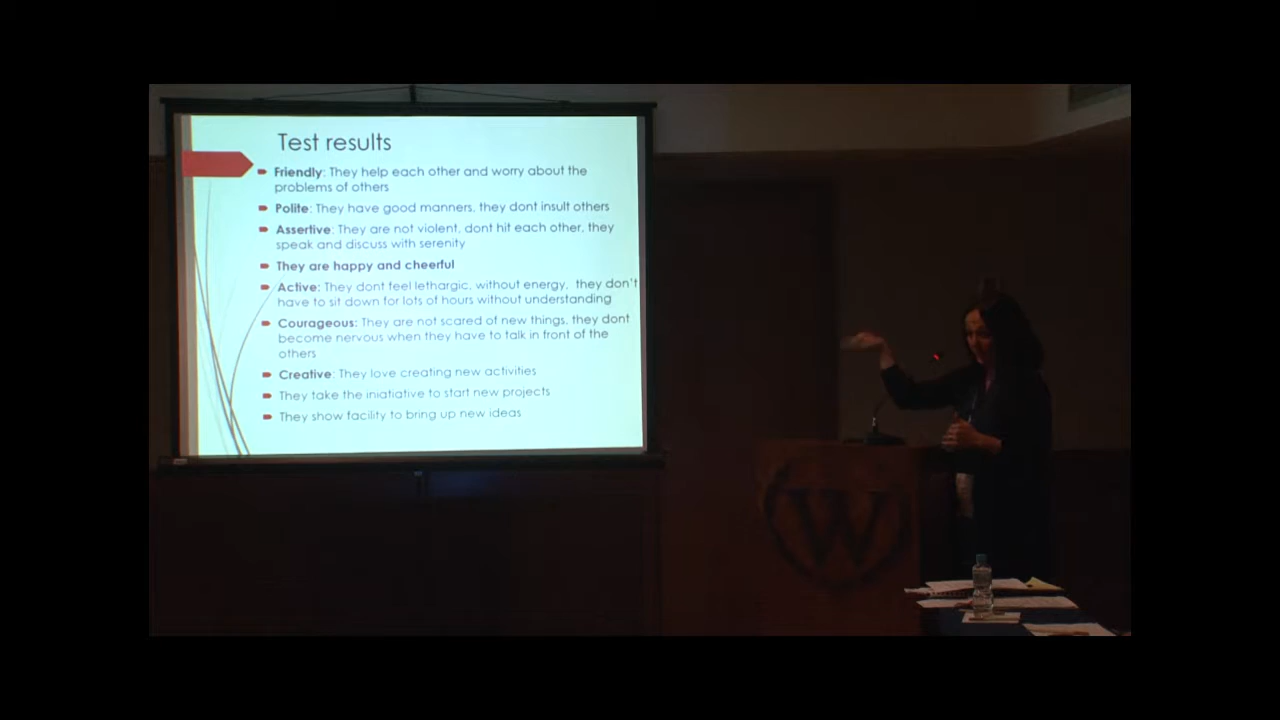 Test results
Friendly: They help each other and worry about the
problems of others
Polite: They have good manners, they dont insult others
Assertive: They are not violent, dont hit each other, they
speak and discuss with serenity
They are happy and cheerful
Active: They dont feel lethargic, without energy, they don't
have to sit down for lots of hours without understanding
Courageous: They are not scared of new things, they dont
become nervous when they have to talk in front of the
others
Creative: They love creating new activities
They take the iniatiative to start new projects
They show facility to bring up new ideas
W